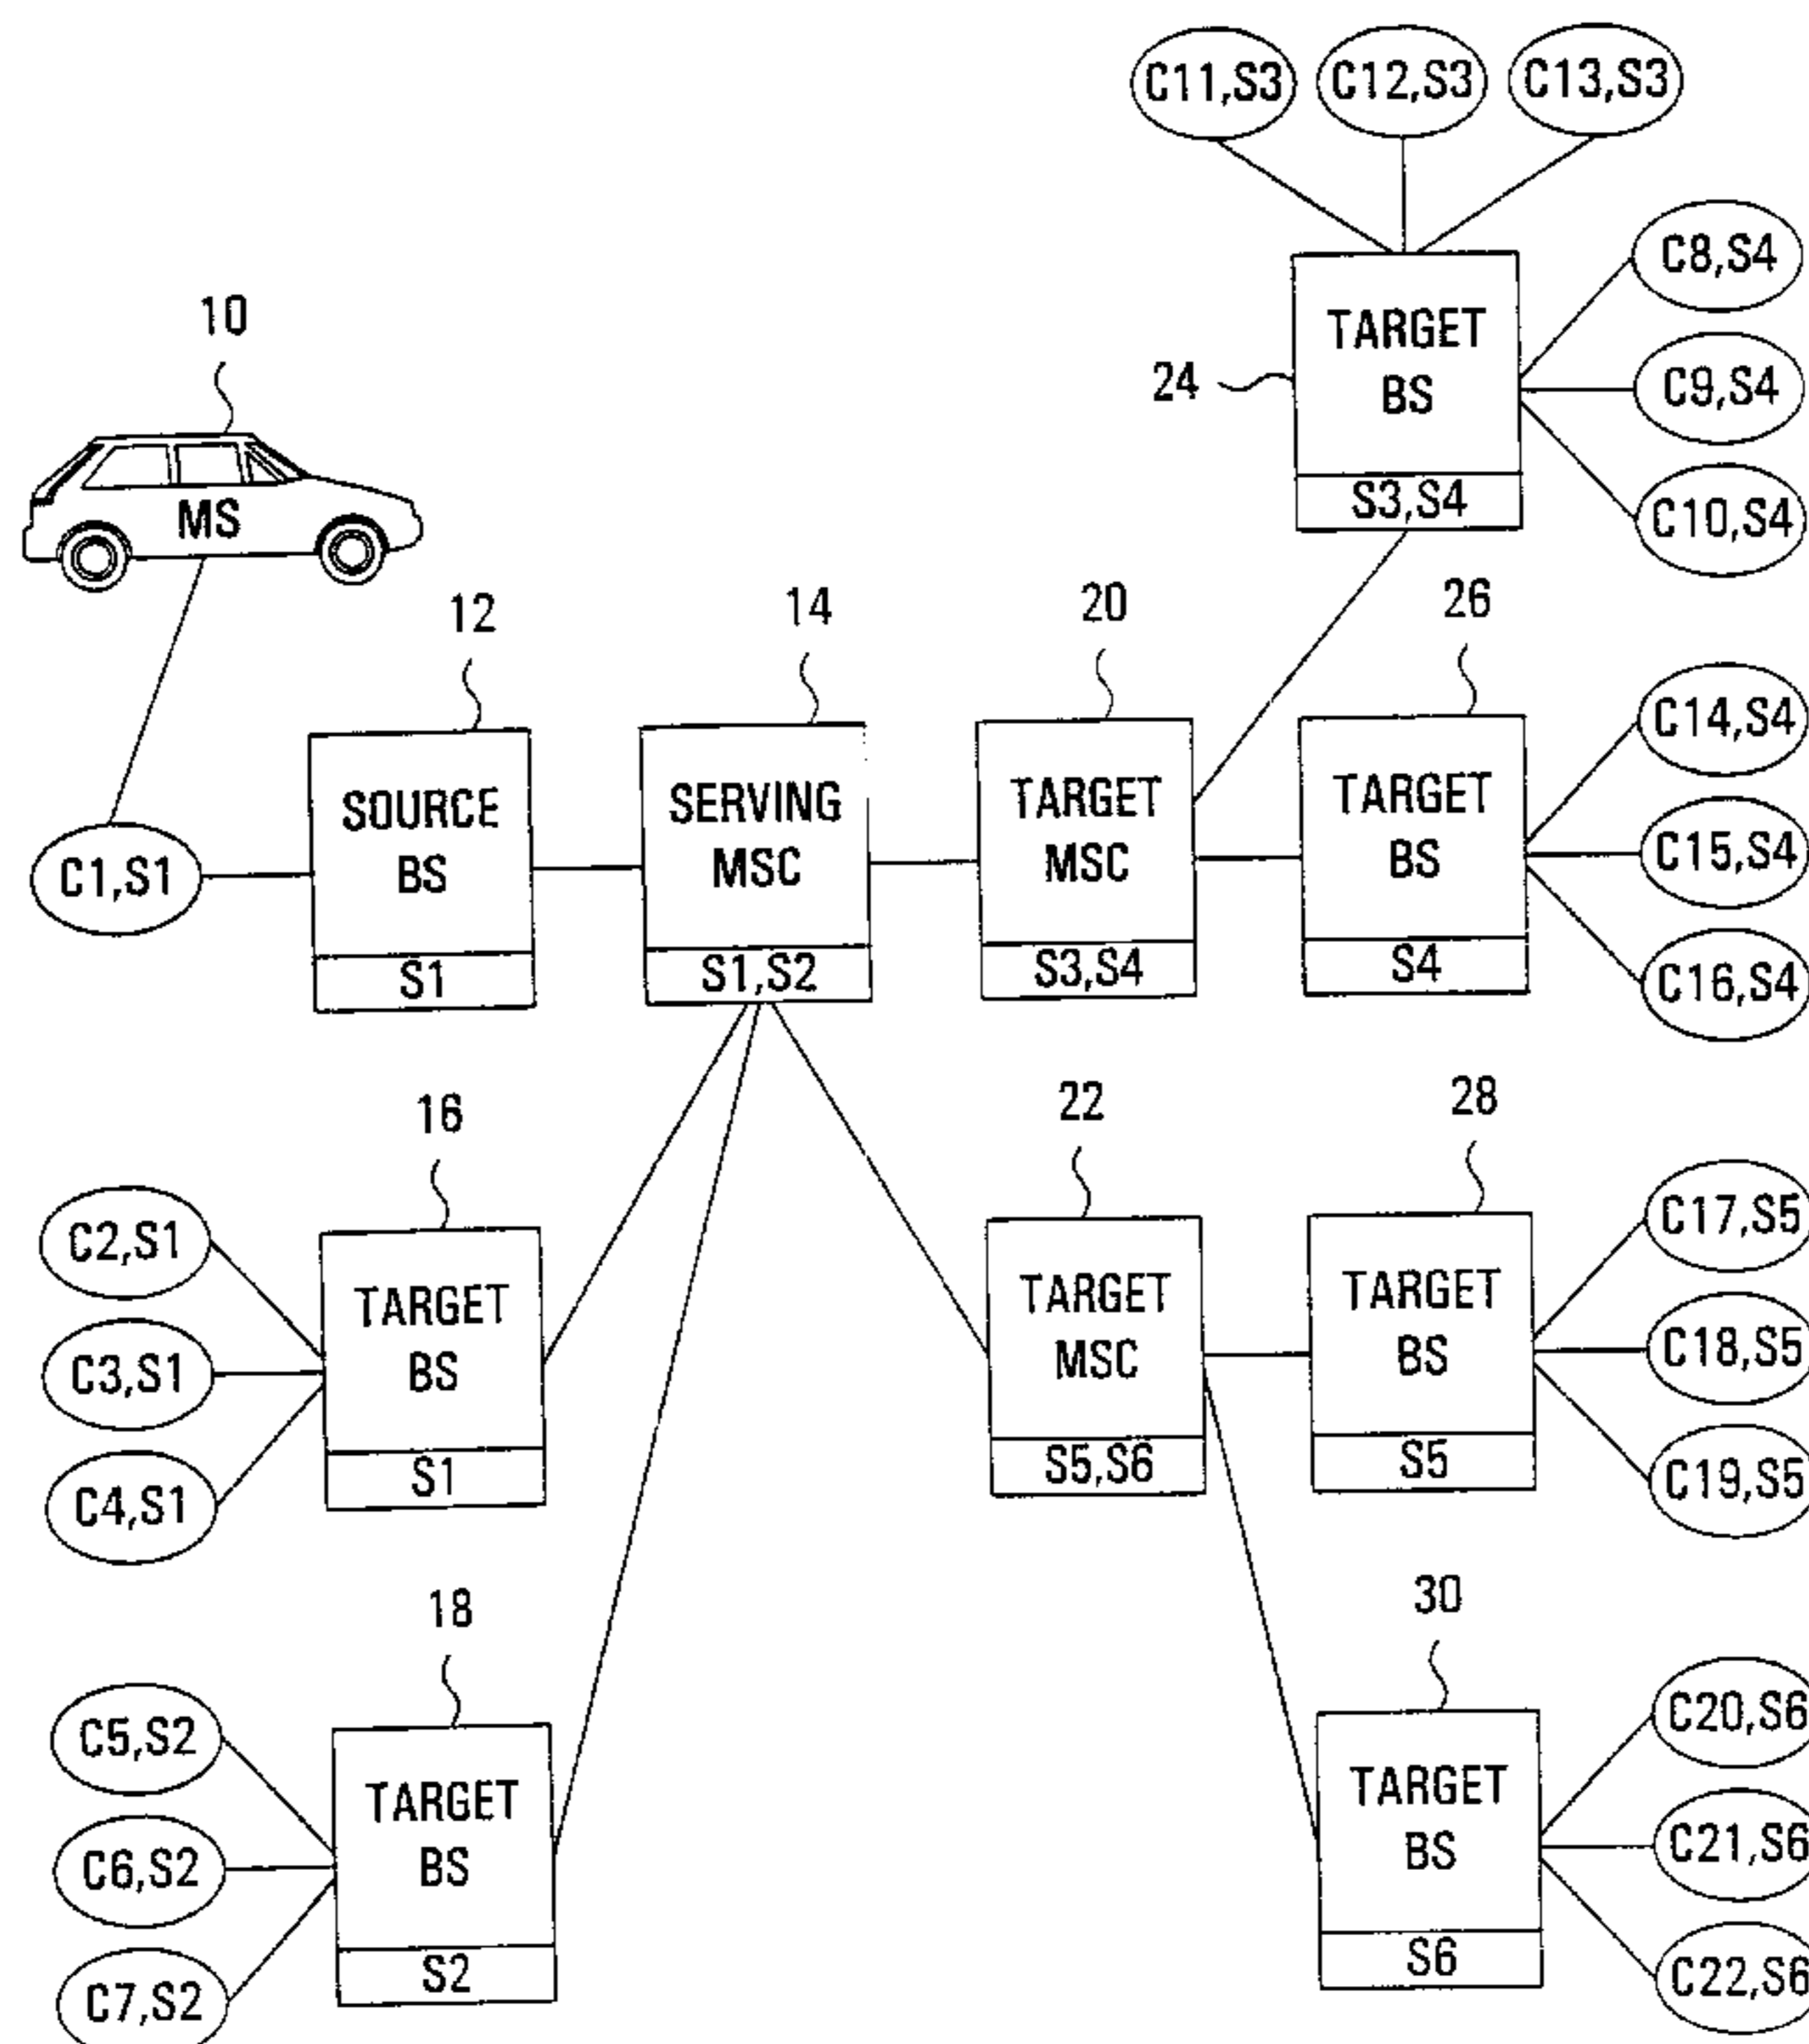 C11,S3
C12,S3
C13,S3
C8,S4
10
TARGET
BS
24
C9,S4
MS
S3,S4
C10,S4
12
14
20
26
C14,S4
SOURCE
BS
SERVING
MSC
TARGET
MSC
TARGET
BS
C1,S1
C15,S4
S1
S1,S2
S3,S4
S4
C16,S4
16
22
28
C2,S1
C17,S5
TARGET
BS
TARGET
MSC
TARGET
BS
C3,S1
C18,S5
C4,S1
S1
S5,S6
S5
C19,S5
18
30
C5,S2
C20,S6
TARGET
BS
TARGET
BS
C6,S2
C21,S6
C7,S2
S2
S6
C22,S6